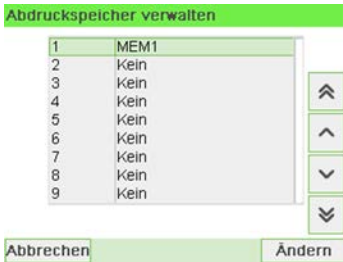 Abdruckspeicher verwalten
1 MEM1
2 Kein
3 Kein
4 Kein
5 Kein
6 Kein
7 Kein
8 Kein
9 Kein
Abbrechen Ändern